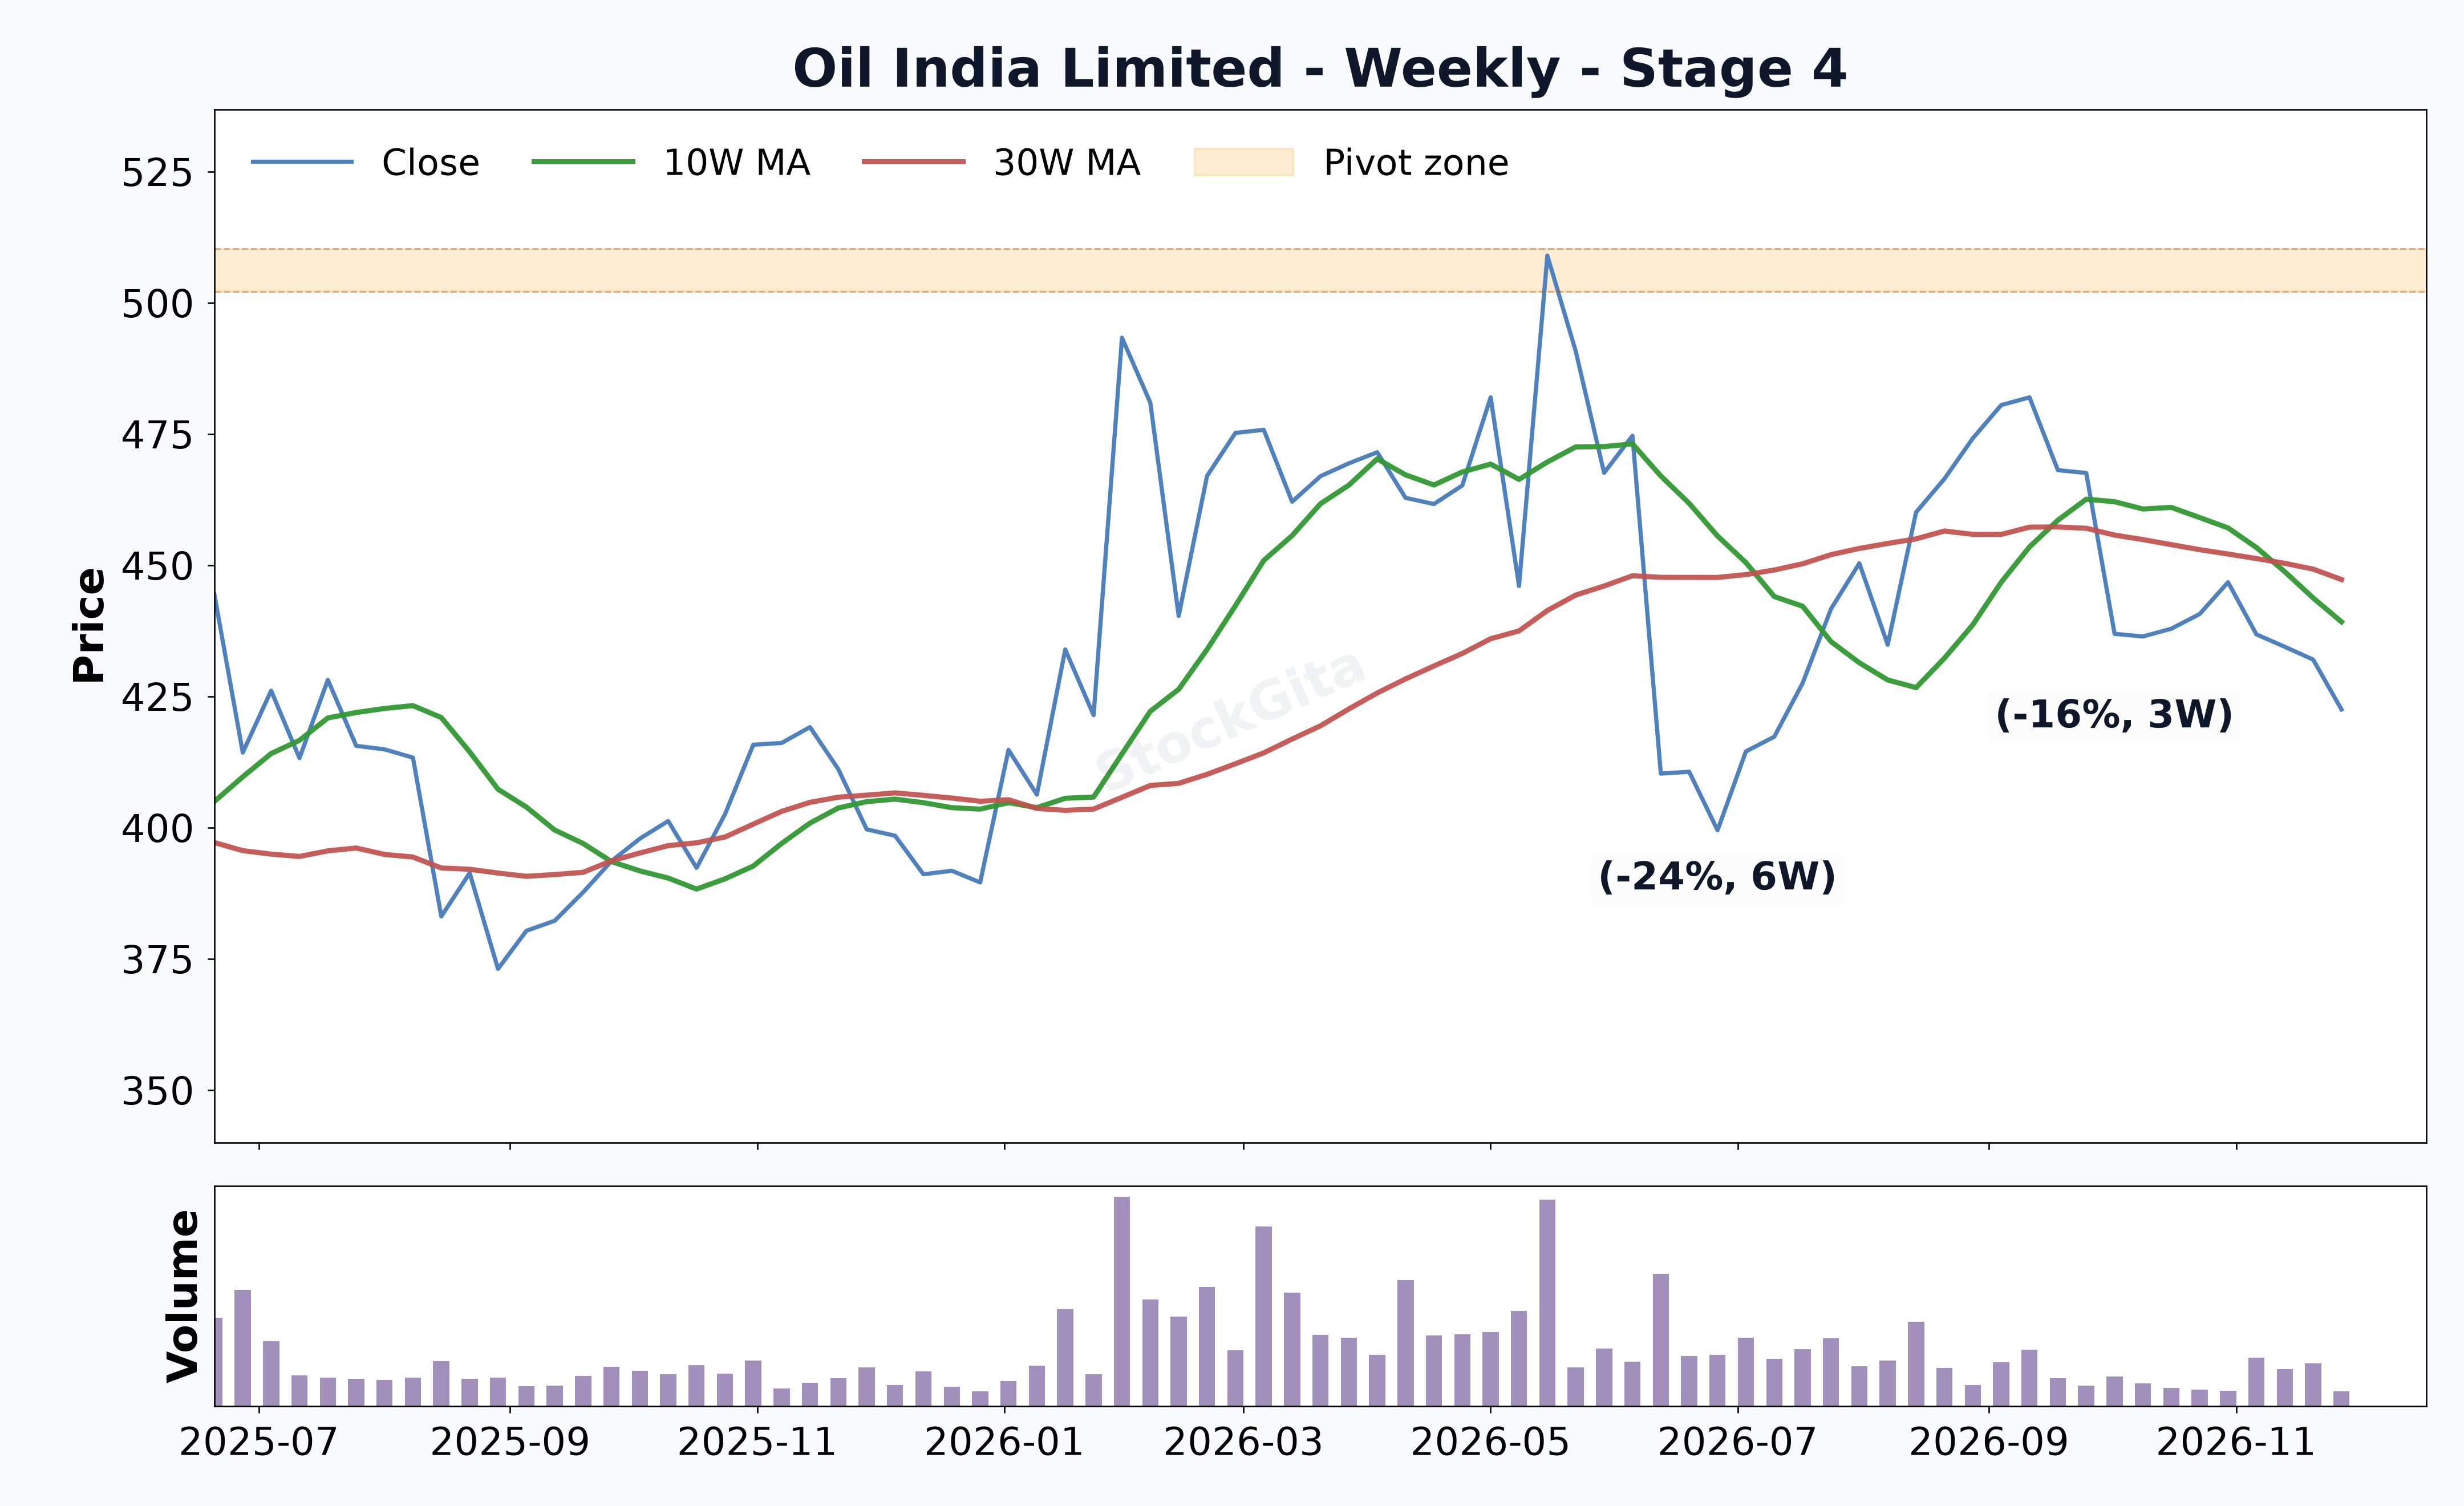 Oil India Limited - Weekly - Stage 4
Close 10W MA 30W MA Pivot zone
525
500
475
450
425
400
375
350
Price
StockGita
(-16%, 3W)
(-24%, 6W)
Volume
2025-07 2025-09 2025-11 2026-01 2026-03 2026-05 2026-07 2026-09 2026-11